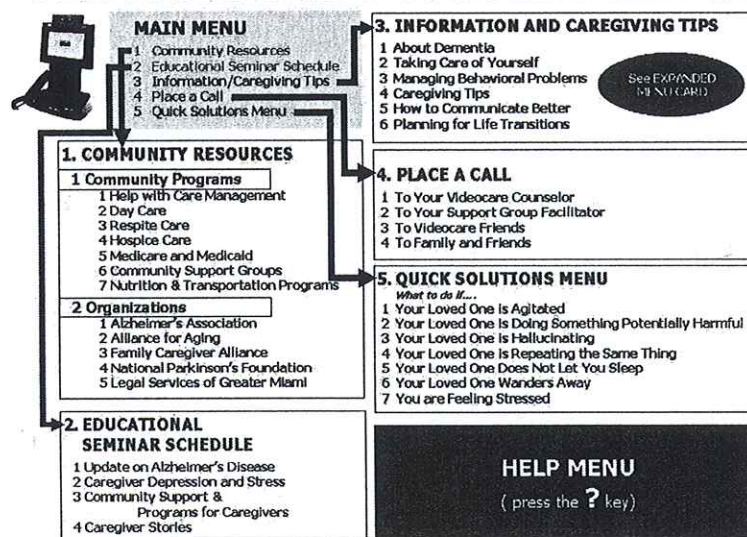 MAIN MENU
1 Community Resources
2 Educational Seminar Schedule
3 Information/Caregiving Tips
4 Place a Call
5 Quick Solutions Menu
1. COMMUNITY RESOURCES
1 Community Programs
1 Help with Care Management
2 Day Care
3 Respite Care
4 Hospice Care
5 Medicare and Medicaid
6 Community Support Groups
7 Nutrition & Transportation Programs
2 Organizations
1 Alzheimer's Association
2 Alliance for Aging
3 Family Caregiver Alliance
4 National Parkinson's Foundation
5 Legal Services of Greater Miami
2. EDUCATIONAL
SEMINAR SCHEDULE
1 Update on Alzheimer's Disease
2 Caregiver Depression and Stress
3 Community Support &
Programs for Caregivers
4 Caregiver Stories
3. INFORMATION AND CAREGIVING TIPS
1 About Dementia
2 Taking Care of Yourself
3 Managing Behavioral Problems
4 Caregiving Tips
5 How to Communicate Better
6 Planning for Life Transitions
See EXPANDED
MENU CARD
4. PLACE A CALL
1 To Your Videocare Counselor
2 To Your Support Group Facilitator
3 To Videocare Friends
4 To Family and Friends
5. QUICK SOLUTIONS MENU
What to do if....
1 Your Loved One is Agitated
2 Your Loved One is Doing Something Potentially Harmful
3 Your Loved One is Hallucinating
4 Your Loved One is Repeating the Same Thing
5 Your Loved One Does Not Let You Sleep
6 Your Loved One Wanders Away
7 You are Feeling Stressed
HELP MENU
( press the ? key)